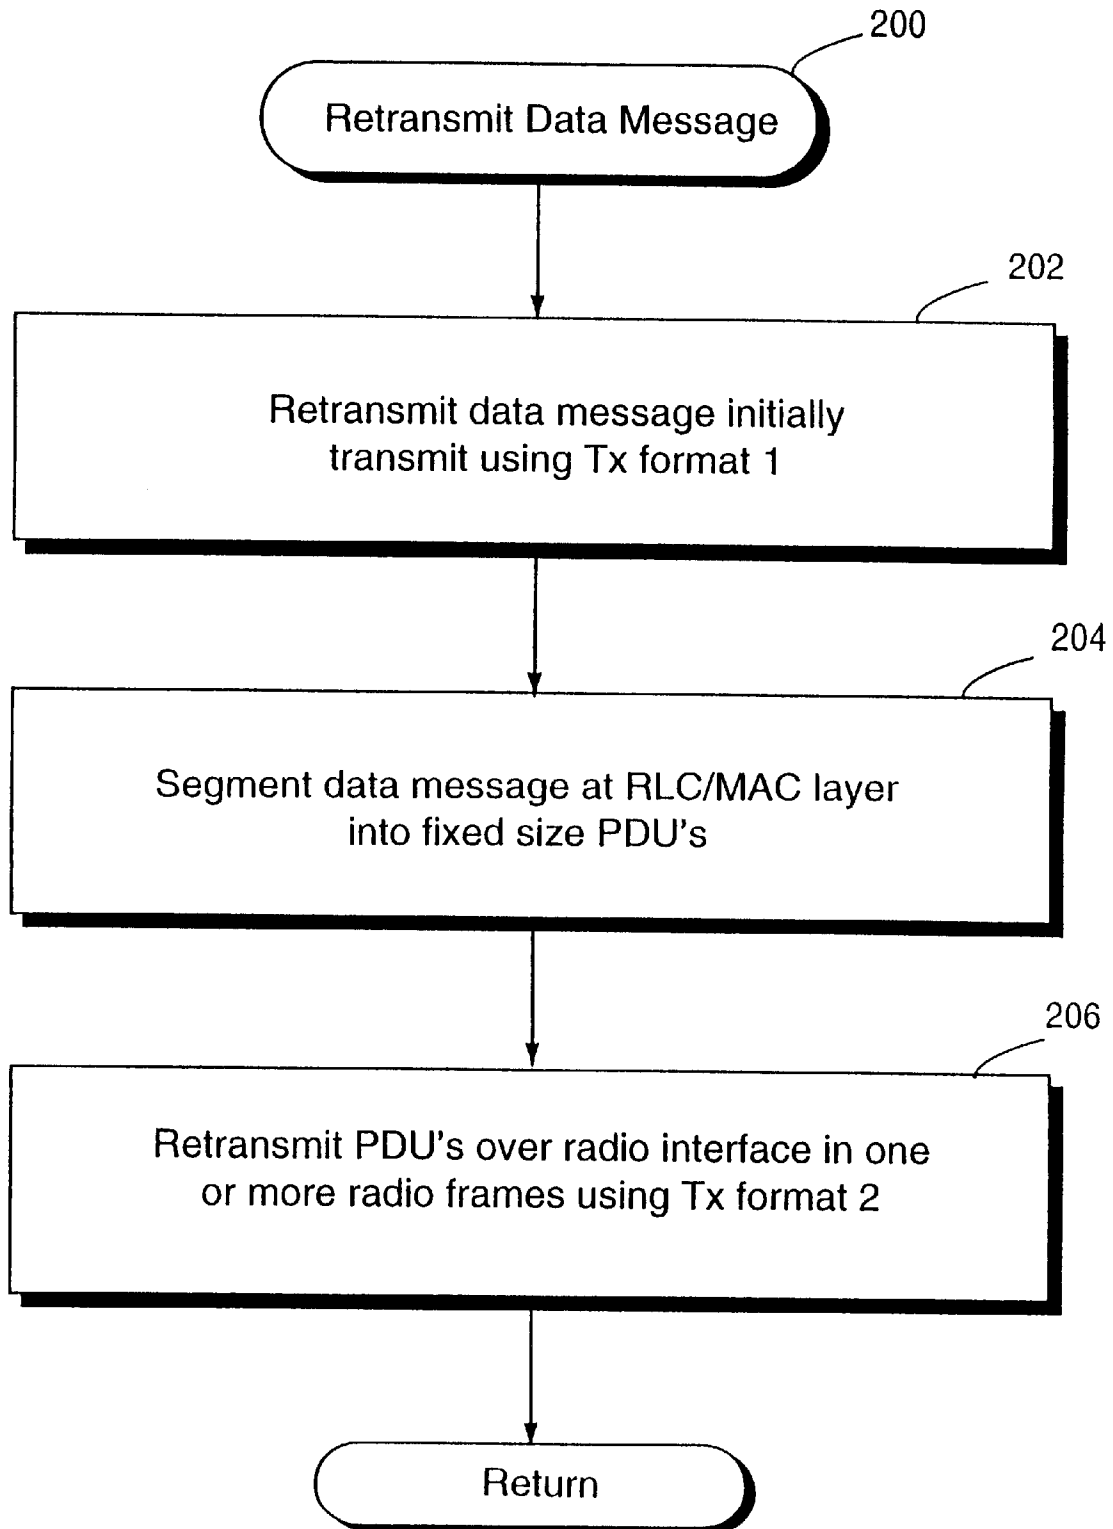 200
Retransmit Data Message
202
Retransmit data message initially
transmit using Tx format 1
204
Segment data message at RLC/MAC layer
into fixed size PDU's
206
Retransmit PDU's over radio interface in one
or more radio frames using Tx format 2
Return